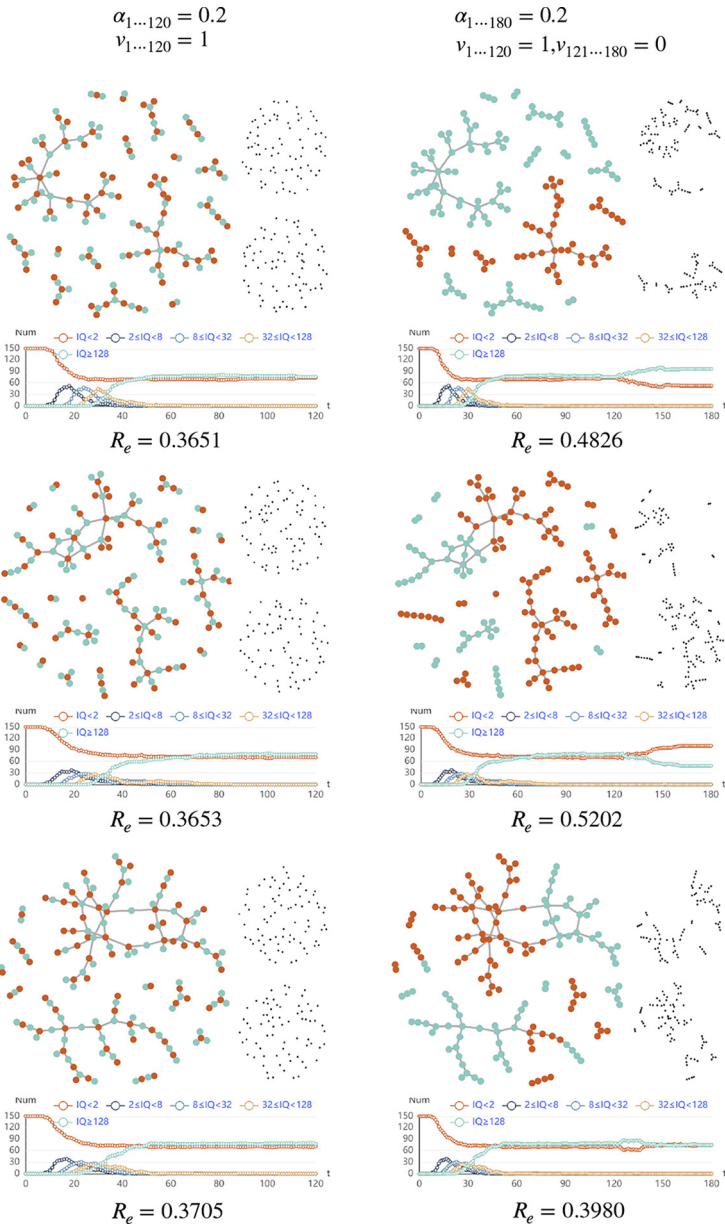 α₁...₁₂₀ = 0.2
v₁...₁₂₀ = 1
α₁...₁₈₀ = 0.2
v₁...₁₂₀ = 1,v₁₂₁...₁₈₀ = 0
Num IQ<2 2≤IQ<8 8≤IQ<32 32≤IQ<128
150 IQ≥128
120
90
60
30
0 t
0 20 40 60 80 100 120
Rₑ = 0.3651
Num IQ<2 2≤IQ<8 8≤IQ<32 32≤IQ<128
150 IQ≥128
120
90
60
30
0 t
0 30 60 90 120 150 180
Rₑ = 0.4826
Num IQ<2 2≤IQ<8 8≤IQ<32 32≤IQ<128
150 IQ≥128
120
90
60
30
0 t
0 20 40 60 80 100 120
Rₑ = 0.3653
Num IQ<2 2≤IQ<8 8≤IQ<32 32≤IQ<128
150 IQ≥128
120
90
60
30
0 t
0 30 60 90 120 150 180
Rₑ = 0.5202
Num IQ<2 2≤IQ<8 8≤IQ<32 32≤IQ<128
150 IQ≥128
120
90
60
30
0 t
0 20 40 60 80 100 120
Rₑ = 0.3705
Num IQ<2 2≤IQ<8 8≤IQ<32 32≤IQ<128
150 IQ≥128
120
90
60
30
0 t
0 30 60 90 120 150 180
Rₑ = 0.3980